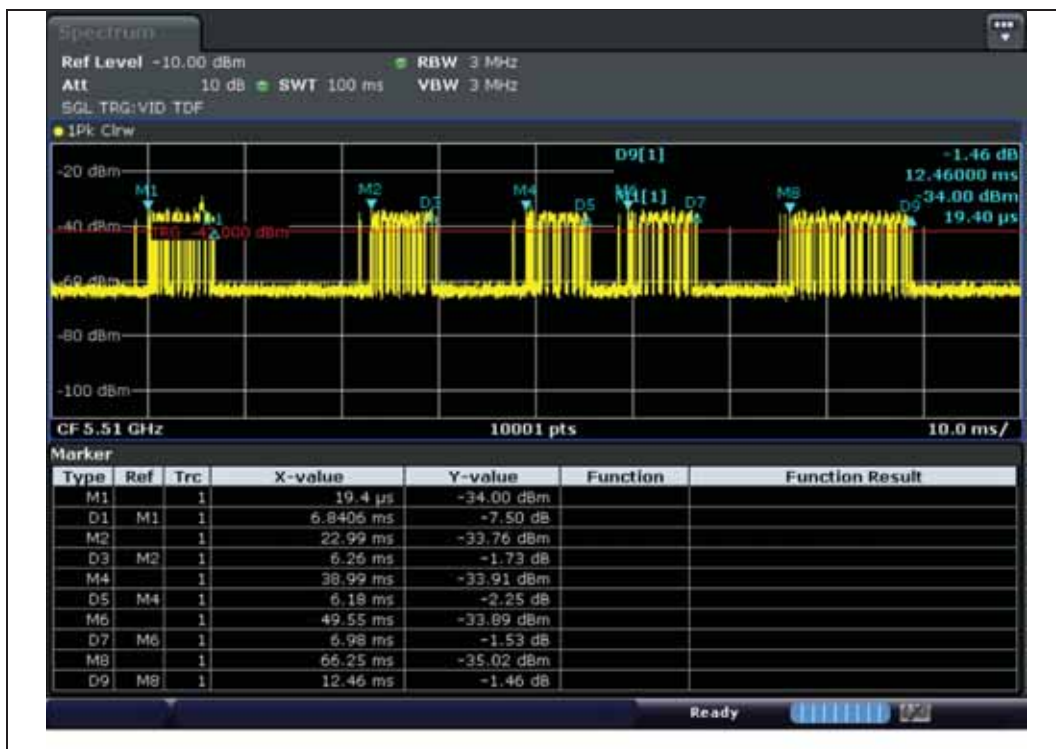 Spectrum
Ref Level -10.00 dBm RBW 3 MHz
Att 10 dB SWT 100 ms VBW 3 MHz
SGL TRG:VID TDF
1Pk Clrw
D9[1] -1.46 dB
12.46000 ms
M1[1] -34.00 dBm
19.40 µs
-20 dBm
M1 M2 D3 M4 D5 M6 D7 M8 D9
-40 dBm
TRG -42.000 dBm
-60 dBm
-80 dBm
-100 dBm
CF 5.51 GHz 10001 pts 10.0 ms/
Marker
Type Ref Trc X-value Y-value Function Function Result
M1 1 19.4 µs -34.00 dBm
D1 M1 1 6.8406 ms -7.50 dB
M2 1 22.99 ms -33.76 dBm
D3 M2 1 6.26 ms -1.73 dB
M4 1 38.99 ms -33.91 dBm
D5 M4 1 6.18 ms -2.25 dB
M6 1 49.55 ms -33.89 dBm
D7 M6 1 6.98 ms -1.53 dB
M8 1 66.25 ms -35.02 dBm
D9 M8 1 12.46 ms -1.46 dB
Ready